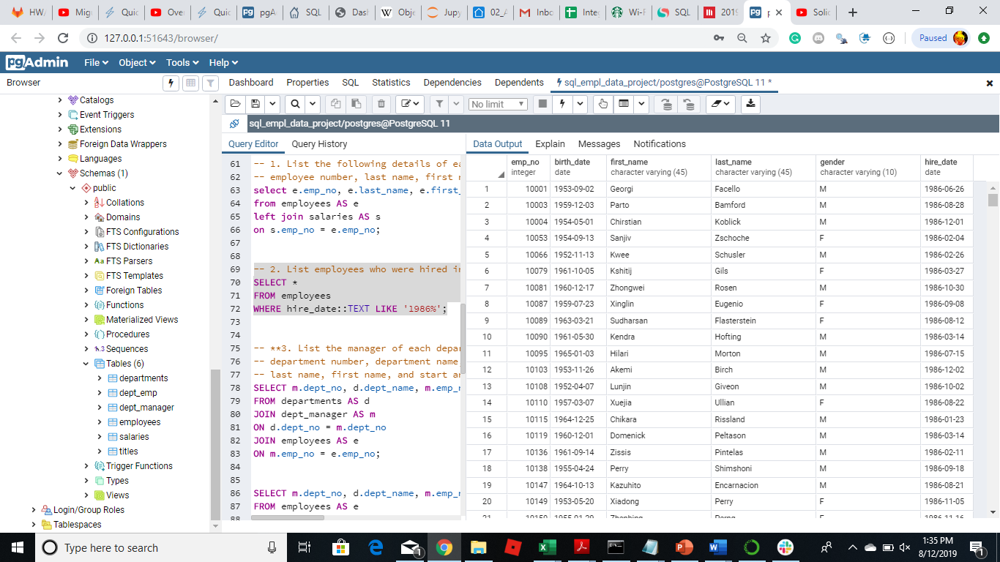 HW/ Mig Quic Ove Quic pgA SQL Dash W Obje Jupy 02_A Inbo Inte Wi-F SQL 2019 p Solic
127.0.0.1:51643/browser/ Paused
pgAdmin File Object Tools Help
Browser Dashboard Properties SQL Statistics Dependencies Dependents sql_empl_data_project/postgres@PostgreSQL 11 *
No limit
sql_empl_data_project/postgres@PostgreSQL 11
Catalogs
Event Triggers
Extensions
Foreign Data Wrappers
Languages
Schemas (1)
public
Collations
Domains
FTS Configurations
FTS Dictionaries
Aa FTS Parsers
FTS Templates
Foreign Tables
Functions
Materialized Views
Procedures
1..3 Sequences
Tables (6)
departments
dept_emp
dept_manager
employees
salaries
titles
Trigger Functions
Types
Views
Login/Group Roles
Tablespaces
Query Editor Query History
61 -- 1. List the following details of ea
62 -- employee number, last name, first n
63 select e.emp_no, e.last_name, e.first_
64 from employees AS e
65 left join salaries AS s
66 on s.emp_no = e.emp_no;
67
68
69 -- 2. List employees who were hired in
70 SELECT *
71 FROM employees
72 WHERE hire_date::TEXT LIKE '1986%';
73
74
75 -- **3. List the manager of each depar
76 -- department number, department name
77 -- last name, first name, and start an
78 SELECT m.dept_no, d.dept_name, m.emp_n
79 FROM departments AS d
80 JOIN dept_manager AS m
81 ON d.dept_no = m.dept_no
82 JOIN employees AS e
83 ON m.emp_no = e.emp_no;
84
85
86 SELECT m.dept_no, d.dept_name, m.emp_n
87 FROM employees AS e
88
Data Output Explain Messages Notifications
emp_no birth_date first_name last_name gender hire_date
integer date character varying (45) character varying (45) character varying (10) date
1 10001 1953-09-02 Georgi Facello M 1986-06-26
2 10003 1959-12-03 Parto Bamford M 1986-08-28
3 10004 1954-05-01 Chirstian Koblick M 1986-12-01
4 10053 1954-09-13 Sanjiv Zschoche F 1986-02-04
5 10066 1952-11-13 Kwee Schusler M 1986-02-26
6 10079 1961-10-05 Kshitij Gils F 1986-03-27
7 10081 1960-12-17 Zhongwei Rosen M 1986-10-30
8 10087 1959-07-23 Xinglin Eugenio F 1986-09-08
9 10089 1963-03-21 Sudharsan Flasterstein F 1986-08-12
10 10090 1961-05-30 Kendra Hofting M 1986-03-14
11 10095 1965-01-03 Hilari Morton M 1986-07-15
12 10103 1953-11-26 Akemi Birch M 1986-12-02
13 10108 1952-04-07 Lunjin Giveon M 1986-10-02
14 10110 1957-03-07 Xuejia Ullian F 1986-08-22
15 10115 1964-12-25 Chikara Rissland M 1986-01-23
16 10119 1960-12-01 Domenick Peltason M 1986-03-14
17 10136 1961-09-14 Zissis Pintelas M 1986-02-11
18 10138 1955-04-24 Perry Shimshoni M 1986-09-18
19 10147 1964-10-13 Kazuhito Encarnacion M 1986-08-21
20 10149 1953-05-20 Xiadong Perry F 1986-11-05
21 10150 1955-01-29 Zhenbing Perng F 1986-11-16
Type here to search 1 1:35 PM
8/12/2019 1